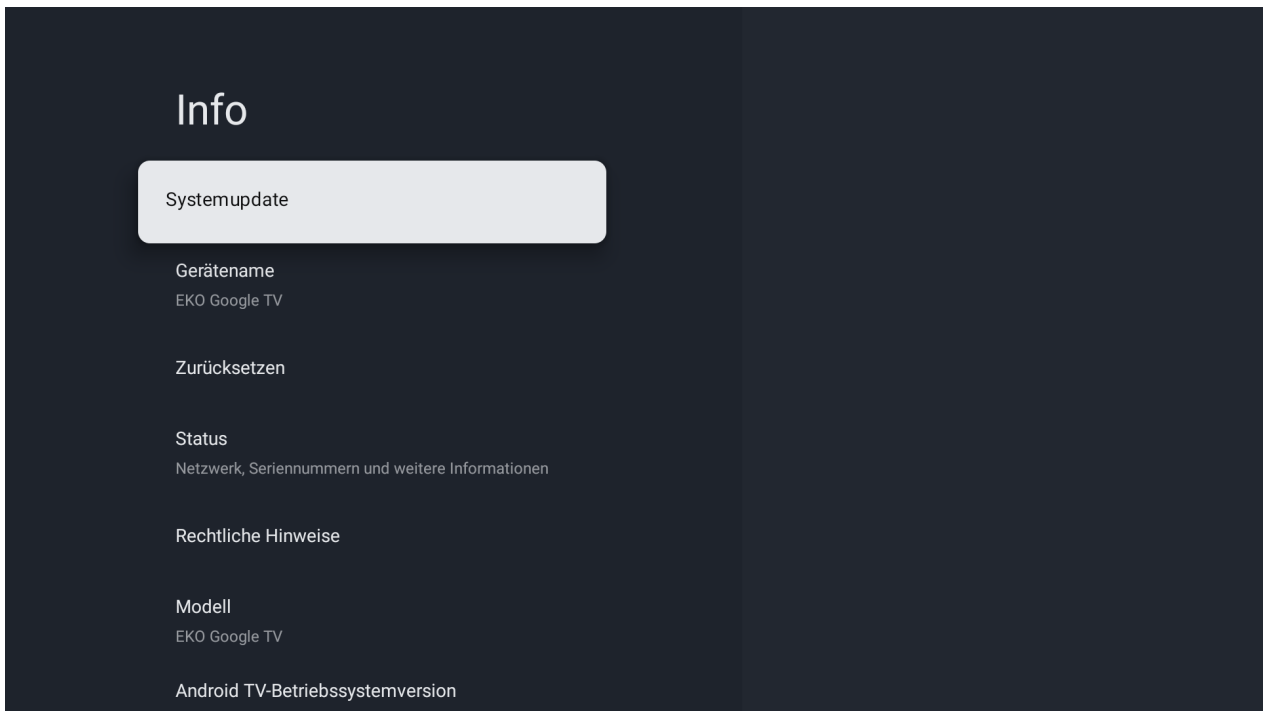 Info
Systemupdate
Gerätename
EKO Google TV
Zurücksetzen
Status
Netzwerk, Seriennummern und weitere Informationen
Rechtliche Hinweise
Modell
EKO Google TV
Android TV-Betriebssystemversion